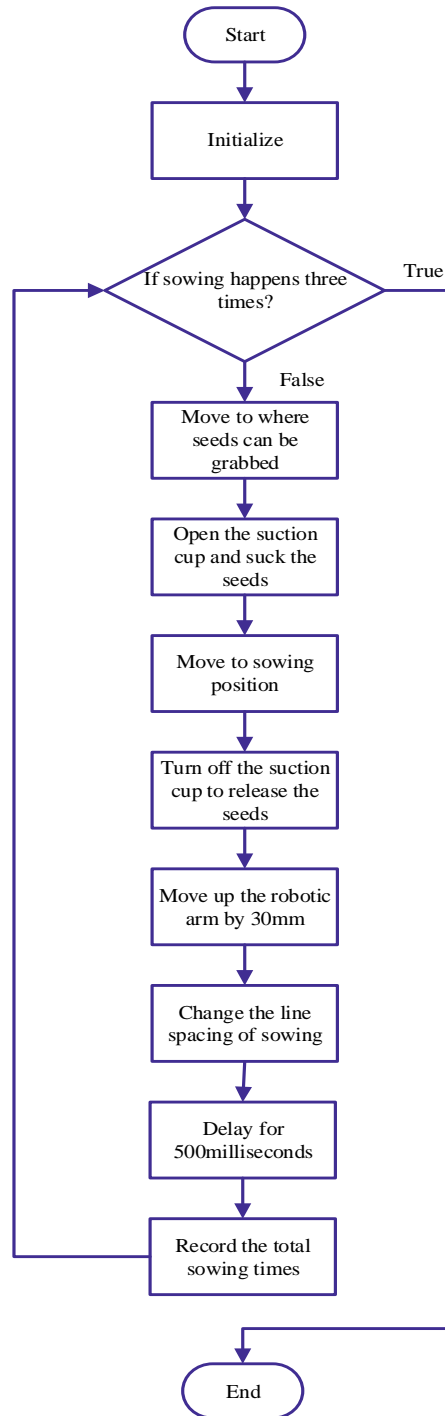 Start
Initialize
If sowing happens three
times?
True
False
Move to where
seeds can be
grabbed
Open the suction
cup and suck the
seeds
Move to sowing
position
Turn off the suction
cup to release the
seeds
Move up the robotic
arm by 30mm
Change the line
spacing of sowing
Delay for
500milliseconds
Record the total
sowing times
End